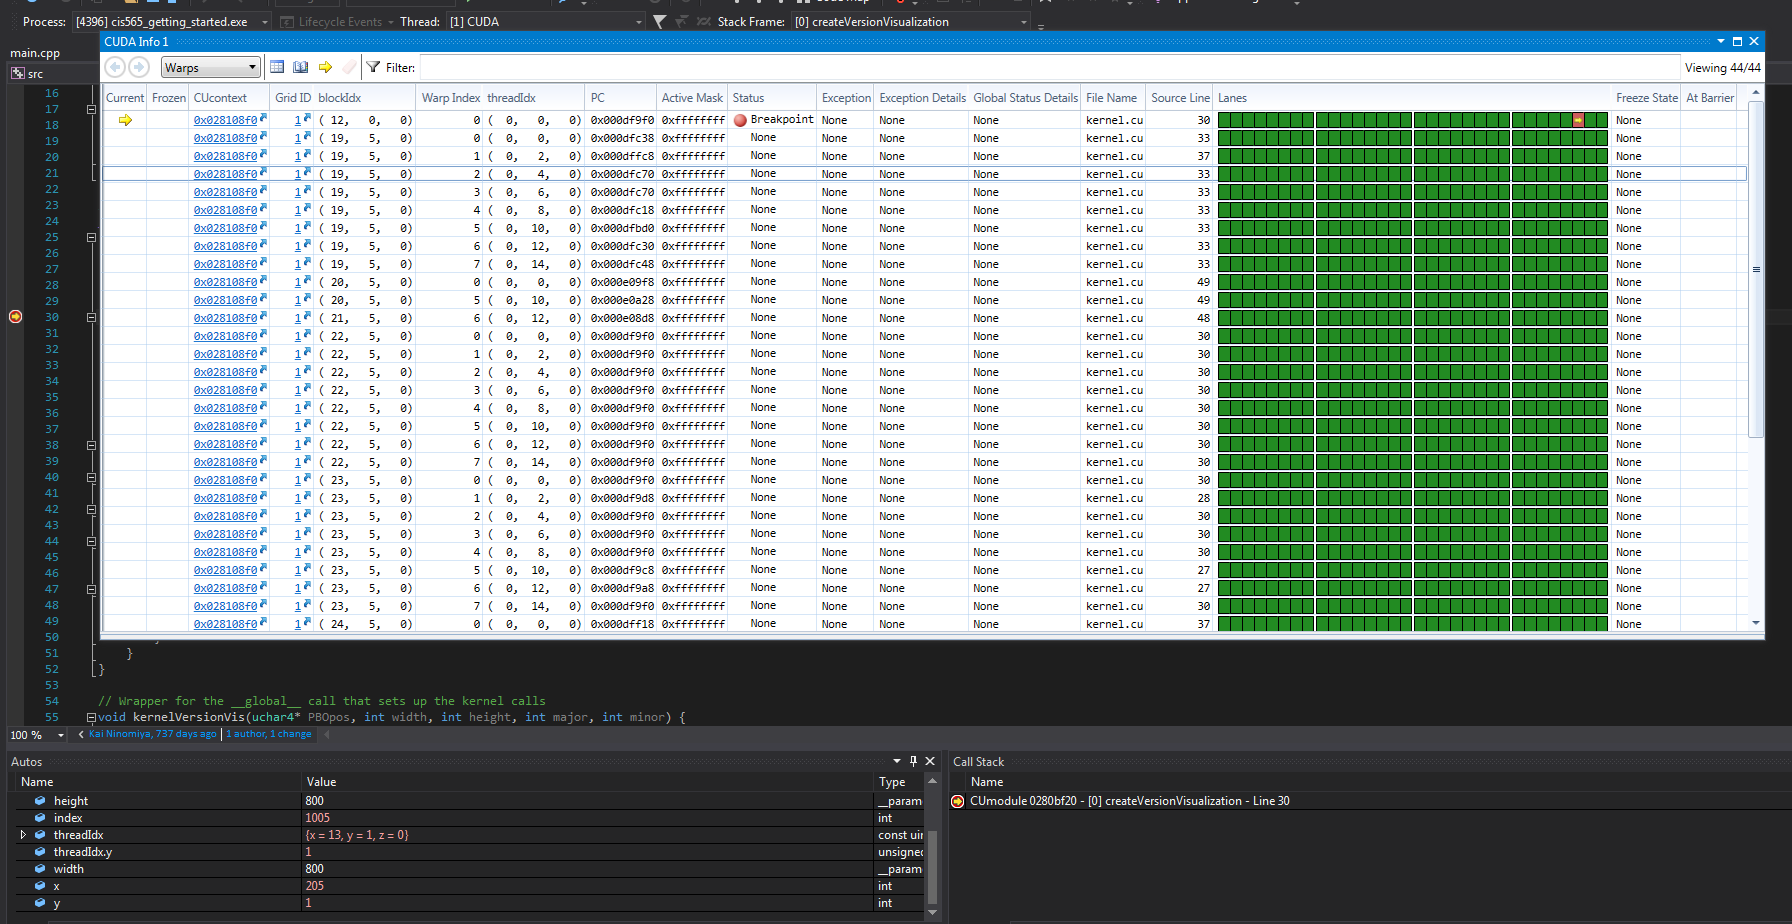 Process: [4396] cis565_getting_started.exe Lifecycle Events Thread: [1] CUDA Stack Frame: [0] createVersionVisualization
CUDA Info 1
main.cpp
Warps Filter: Viewing 44/44
src
Current Frozen CUcontext Grid ID blockIdx Warp Index threadIdx PC Active Mask Status Exception Exception Details Global Status Details File Name Source Line Lanes Freeze State At Barrier
0x028108f0 1 ( 12, 0, 0) 0 ( 0, 0, 0) 0x000df9f0 0xffffffff Breakpoint None None None kernel.cu 30 None
0x028108f0 1 ( 19, 5, 0) 0 ( 0, 0, 0) 0x000dfc38 0xffffffff None None None None kernel.cu 33 None
0x028108f0 1 ( 19, 5, 0) 1 ( 0, 2, 0) 0x000dffc8 0xffffffff None None None None kernel.cu 37 None
0x028108f0 1 ( 19, 5, 0) 2 ( 0, 4, 0) 0x000dfc70 0xffffffff None None None None kernel.cu 33 None
0x028108f0 1 ( 19, 5, 0) 3 ( 0, 6, 0) 0x000dfc70 0xffffffff None None None None kernel.cu 33 None
0x028108f0 1 ( 19, 5, 0) 4 ( 0, 8, 0) 0x000dfc18 0xffffffff None None None None kernel.cu 33 None
0x028108f0 1 ( 19, 5, 0) 5 ( 0, 10, 0) 0x000dfbd0 0xffffffff None None None None kernel.cu 33 None
0x028108f0 1 ( 19, 5, 0) 6 ( 0, 12, 0) 0x000dfc30 0xffffffff None None None None kernel.cu 33 None
0x028108f0 1 ( 19, 5, 0) 7 ( 0, 14, 0) 0x000dfc48 0xffffffff None None None None kernel.cu 33 None
0x028108f0 1 ( 20, 5, 0) 0 ( 0, 0, 0) 0x000e09f8 0xffffffff None None None None kernel.cu 49 None
0x028108f0 1 ( 20, 5, 0) 5 ( 0, 10, 0) 0x000e0a28 0xffffffff None None None None kernel.cu 49 None
0x028108f0 1 ( 21, 5, 0) 6 ( 0, 12, 0) 0x000e08d8 0xffffffff None None None None kernel.cu 48 None
0x028108f0 1 ( 22, 5, 0) 0 ( 0, 0, 0) 0x000df9f0 0xffffffff None None None None kernel.cu 30 None
0x028108f0 1 ( 22, 5, 0) 1 ( 0, 2, 0) 0x000df9f0 0xffffffff None None None None kernel.cu 30 None
0x028108f0 1 ( 22, 5, 0) 2 ( 0, 4, 0) 0x000df9f0 0xffffffff None None None None kernel.cu 30 None
0x028108f0 1 ( 22, 5, 0) 3 ( 0, 6, 0) 0x000df9f0 0xffffffff None None None None kernel.cu 30 None
0x028108f0 1 ( 22, 5, 0) 4 ( 0, 8, 0) 0x000df9f0 0xffffffff None None None None kernel.cu 30 None
0x028108f0 1 ( 22, 5, 0) 5 ( 0, 10, 0) 0x000df9f0 0xffffffff None None None None kernel.cu 30 None
0x028108f0 1 ( 22, 5, 0) 6 ( 0, 12, 0) 0x000df9f0 0xffffffff None None None None kernel.cu 30 None
0x028108f0 1 ( 22, 5, 0) 7 ( 0, 14, 0) 0x000df9f0 0xffffffff None None None None kernel.cu 30 None
0x028108f0 1 ( 23, 5, 0) 0 ( 0, 0, 0) 0x000df9f0 0xffffffff None None None None kernel.cu 30 None
0x028108f0 1 ( 23, 5, 0) 1 ( 0, 2, 0) 0x000df9d8 0xffffffff None None None None kernel.cu 28 None
0x028108f0 1 ( 23, 5, 0) 2 ( 0, 4, 0) 0x000df9f0 0xffffffff None None None None kernel.cu 30 None
0x028108f0 1 ( 23, 5, 0) 3 ( 0, 6, 0) 0x000df9f0 0xffffffff None None None None kernel.cu 30 None
0x028108f0 1 ( 23, 5, 0) 4 ( 0, 8, 0) 0x000df9f0 0xffffffff None None None None kernel.cu 30 None
0x028108f0 1 ( 23, 5, 0) 5 ( 0, 10, 0) 0x000df9c8 0xffffffff None None None None kernel.cu 27 None
0x028108f0 1 ( 23, 5, 0) 6 ( 0, 12, 0) 0x000df9a8 0xffffffff None None None None kernel.cu 27 None
0x028108f0 1 ( 23, 5, 0) 7 ( 0, 14, 0) 0x000df9f0 0xffffffff None None None None kernel.cu 30 None
0x028108f0 1 ( 24, 5, 0) 0 ( 0, 0, 0) 0x000dff18 0xffffffff None None None None kernel.cu 37 None
16
17
18
19
20
21
22
23
24
25
26
27
28
29
30
31
32
33
34
35
36
37
38
39
40
41
42
43
44
45
46
47
48
49
50
51 }
52 }
53
54 // Wrapper for the __global__ call that sets up the kernel calls
55 void kernelVersionVis(uchar4* PBOpos, int width, int height, int major, int minor) {
100 % Kai Ninomiya, 737 days ago | 1 author, 1 change
Autos
Name Value Type
height 800 __param
index 1005 int
threadIdx {x = 13, y = 1, z = 0} const uin
threadIdx.y 1 unsigned
width 800 __param
x 205 int
y 1 int
Call Stack
Name
CUmodule 0280bf20 - [0] createVersionVisualization - Line 30